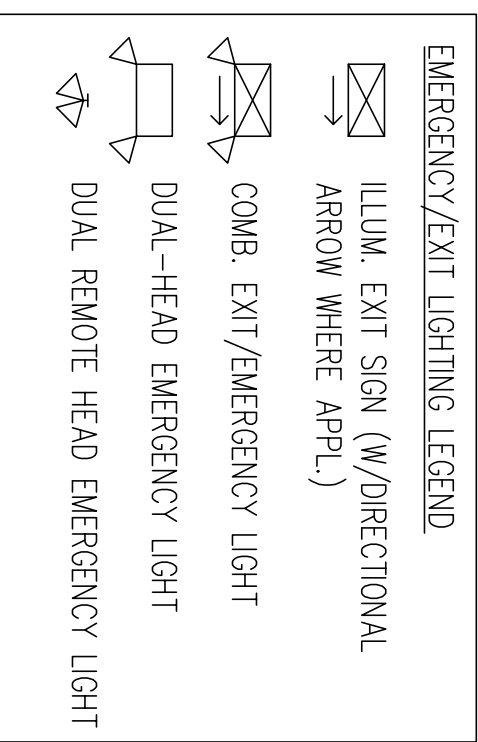 EMERGENCY/EXIT LIGHTING LEGEND
ILLUM. EXIT SIGN (W/DIRECTIONAL
ARROW WHERE APPL.)
COMB. EXIT/EMERGENCY LIGHT
DUAL-HEAD EMERGENCY LIGHT
DUAL REMOTE HEAD EMERGENCY LIGHT